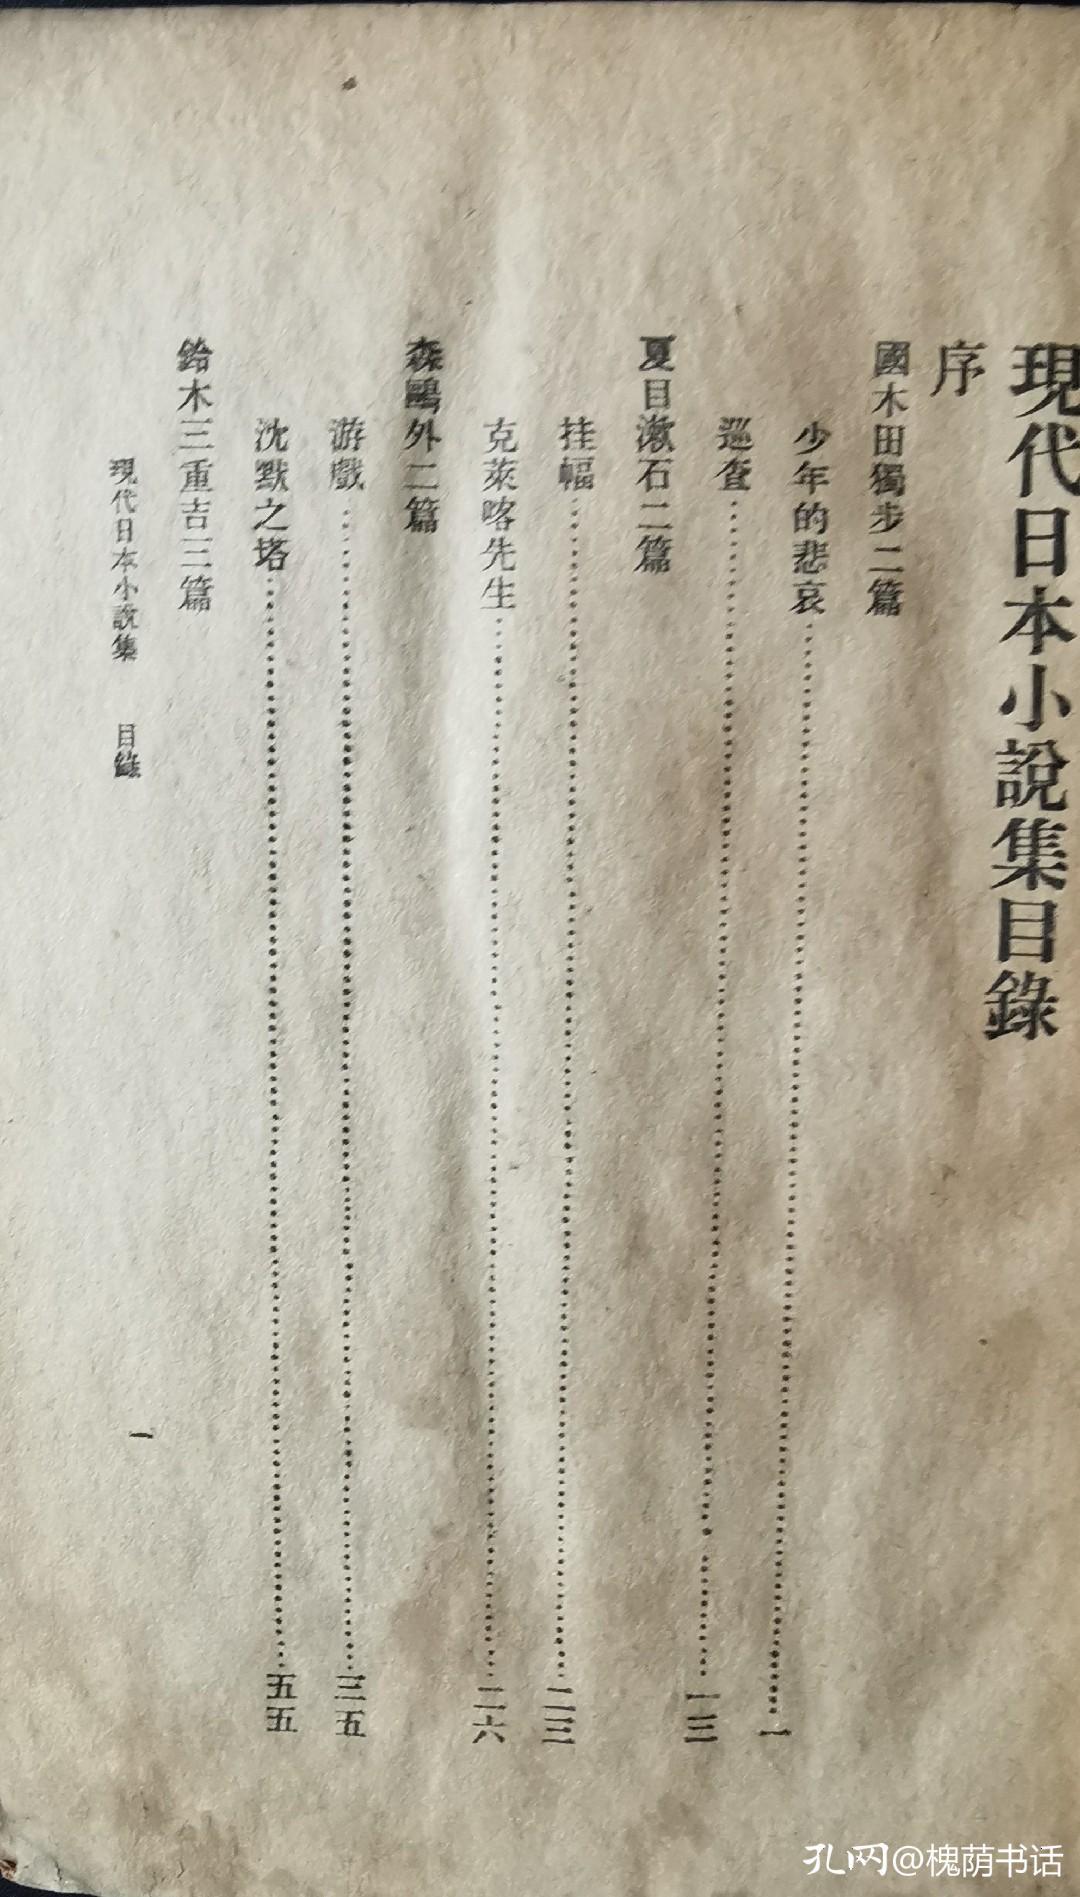 現代日本小說集目錄
序
國木田獨步二篇
少年的悲哀……一
巡查……一三
夏目漱石二篇
挂幅……二三
克萊喀先生……二六
森鷗外二篇
游戲……三五
沈默之塔……五五
鈴木三重吉三篇
現代日本小說集 目錄
一
孔网@槐荫书话